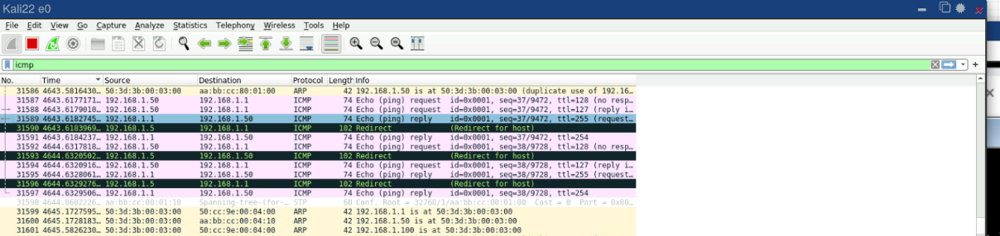 Kali22 e0
File Edit View Go Capture Analyze Statistics Telephony Wireless Tools Help
icmp
No. Time Source Destination Protocol Length Info
31586 4643.5816430… 50:3d:3b:00:03:00 aa:bb:cc:80:01:00 ARP 42 192.168.1.50 is at 50:3d:3b:00:03:00 (duplicate use of 192.16…
31587 4643.6177171… 192.168.1.50 192.168.1.1 ICMP 74 Echo (ping) request id=0x0001, seq=37/9472, ttl=128 (no resp…
31588 4643.6179010… 192.168.1.50 192.168.1.1 ICMP 74 Echo (ping) request id=0x0001, seq=37/9472, ttl=127 (reply i…
31589 4643.6182745… 192.168.1.1 192.168.1.50 ICMP 74 Echo (ping) reply id=0x0001, seq=37/9472, ttl=255 (request…
31590 4643.6183969… 192.168.1.5 192.168.1.1 ICMP 102 Redirect (Redirect for host)
31591 4643.6184237… 192.168.1.1 192.168.1.50 ICMP 74 Echo (ping) reply id=0x0001, seq=37/9472, ttl=254
31592 4644.6317818… 192.168.1.50 192.168.1.1 ICMP 74 Echo (ping) request id=0x0001, seq=38/9728, ttl=128 (no resp…
31593 4644.6320502… 192.168.1.5 192.168.1.50 ICMP 102 Redirect (Redirect for host)
31594 4644.6320916… 192.168.1.50 192.168.1.1 ICMP 74 Echo (ping) request id=0x0001, seq=38/9728, ttl=127 (reply i…
31595 4644.6328061… 192.168.1.1 192.168.1.50 ICMP 74 Echo (ping) reply id=0x0001, seq=38/9728, ttl=255 (request…
31596 4644.6329276… 192.168.1.5 192.168.1.1 ICMP 102 Redirect (Redirect for host)
31597 4644.6329506… 192.168.1.1 192.168.1.50 ICMP 74 Echo (ping) reply id=0x0001, seq=38/9728, ttl=254
31598 4644.8602226… aa:bb:cc:00:01:10 Spanning-tree-(for-… STP 60 Conf. Root = 32768/1/aa:bb:cc:00:01:00 Cost = 0 Port = 0x80…
31599 4645.1727595… 50:3d:3b:00:03:00 50:cc:9e:00:04:00 ARP 42 192.168.1.1 is at 50:3d:3b:00:03:00
31600 4645.1728183… 50:3d:3b:00:03:00 aa:bb:cc:00:04:10 ARP 42 192.168.1.50 is at 50:3d:3b:00:03:00
31601 4645.5826230… 50:3d:3b:00:03:00 50:cc:9e:00:04:00 ARP 42 192.168.1.100 is at 50:3d:3b:00:03:00